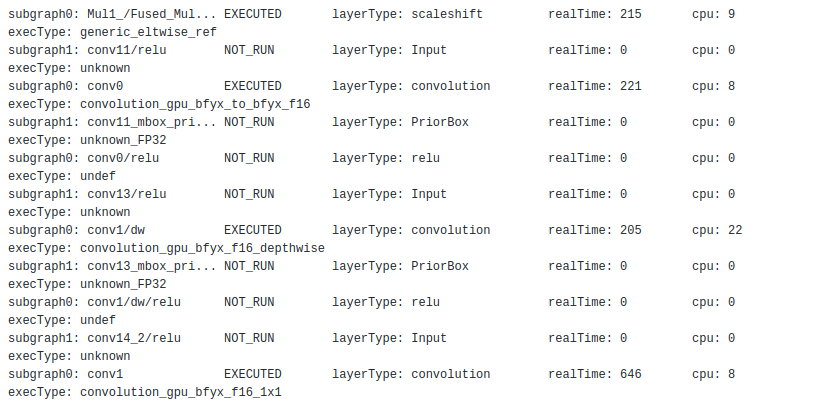 subgraph0: Mul1_/Fused_Mul... EXECUTED layerType: scaleshift realTime: 215 cpu: 9
execType: generic_eltwise_ref
subgraph1: conv11/relu NOT_RUN layerType: Input realTime: 0 cpu: 0
execType: unknown
subgraph0: conv0 EXECUTED layerType: convolution realTime: 221 cpu: 8
execType: convolution_gpu_bfyx_to_bfyx_f16
subgraph1: conv11_mbox_pri... NOT_RUN layerType: PriorBox realTime: 0 cpu: 0
execType: unknown_FP32
subgraph0: conv0/relu NOT_RUN layerType: relu realTime: 0 cpu: 0
execType: undef
subgraph1: conv13/relu NOT_RUN layerType: Input realTime: 0 cpu: 0
execType: unknown
subgraph0: conv1/dw EXECUTED layerType: convolution realTime: 205 cpu: 22
execType: convolution_gpu_bfyx_f16_depthwise
subgraph1: conv13_mbox_pri... NOT_RUN layerType: PriorBox realTime: 0 cpu: 0
execType: unknown_FP32
subgraph0: conv1/dw/relu NOT_RUN layerType: relu realTime: 0 cpu: 0
execType: undef
subgraph1: conv14_2/relu NOT_RUN layerType: Input realTime: 0 cpu: 0
execType: unknown
subgraph0: conv1 EXECUTED layerType: convolution realTime: 646 cpu: 8
execType: convolution_gpu_bfyx_f16_1x1